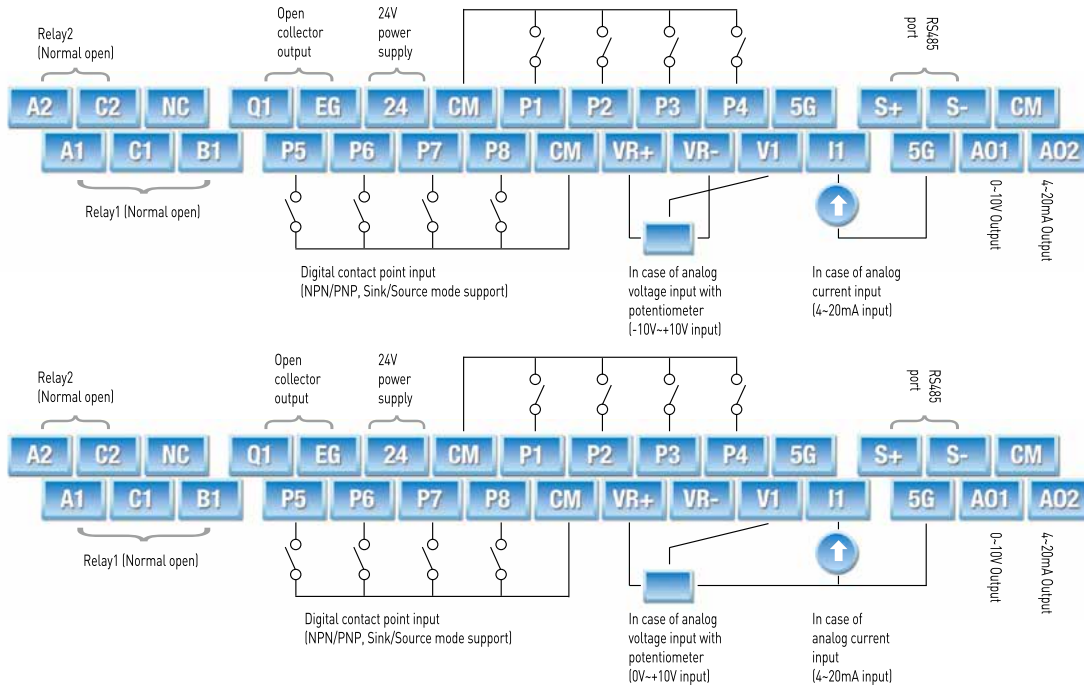 Relay2
(Normal open)
Open
collector
output
24V
power
supply
RS485
port
A2 C2 NC Q1 EG 24 CM P1 P2 P3 P4 5G S+ S- CM
A1 C1 B1 P5 P6 P7 P8 CM VR+ VR- V1 I1 5G AO1 AO2
Relay1 (Normal open)
Digital contact point input
(NPN/PNP, Sink/Source mode support)
In case of analog
voltage input with
potentiometer
(-10V~+10V input)
In case of analog
current input
(4~20mA input)
0~10V Output
4~20mA Output
Relay2
(Normal open)
Open
collector
output
24V
power
supply
RS485
port
A2 C2 NC Q1 EG 24 CM P1 P2 P3 P4 5G S+ S- CM
A1 C1 B1 P5 P6 P7 P8 CM VR+ VR- V1 I1 5G AO1 AO2
Relay1 (Normal open)
Digital contact point input
(NPN/PNP, Sink/Source mode support)
In case of analog
voltage input with
potentiometer
(0V~+10V input)
In case of
analog current
input
(4~20mA input)
0~10V Output
4~20mA Output